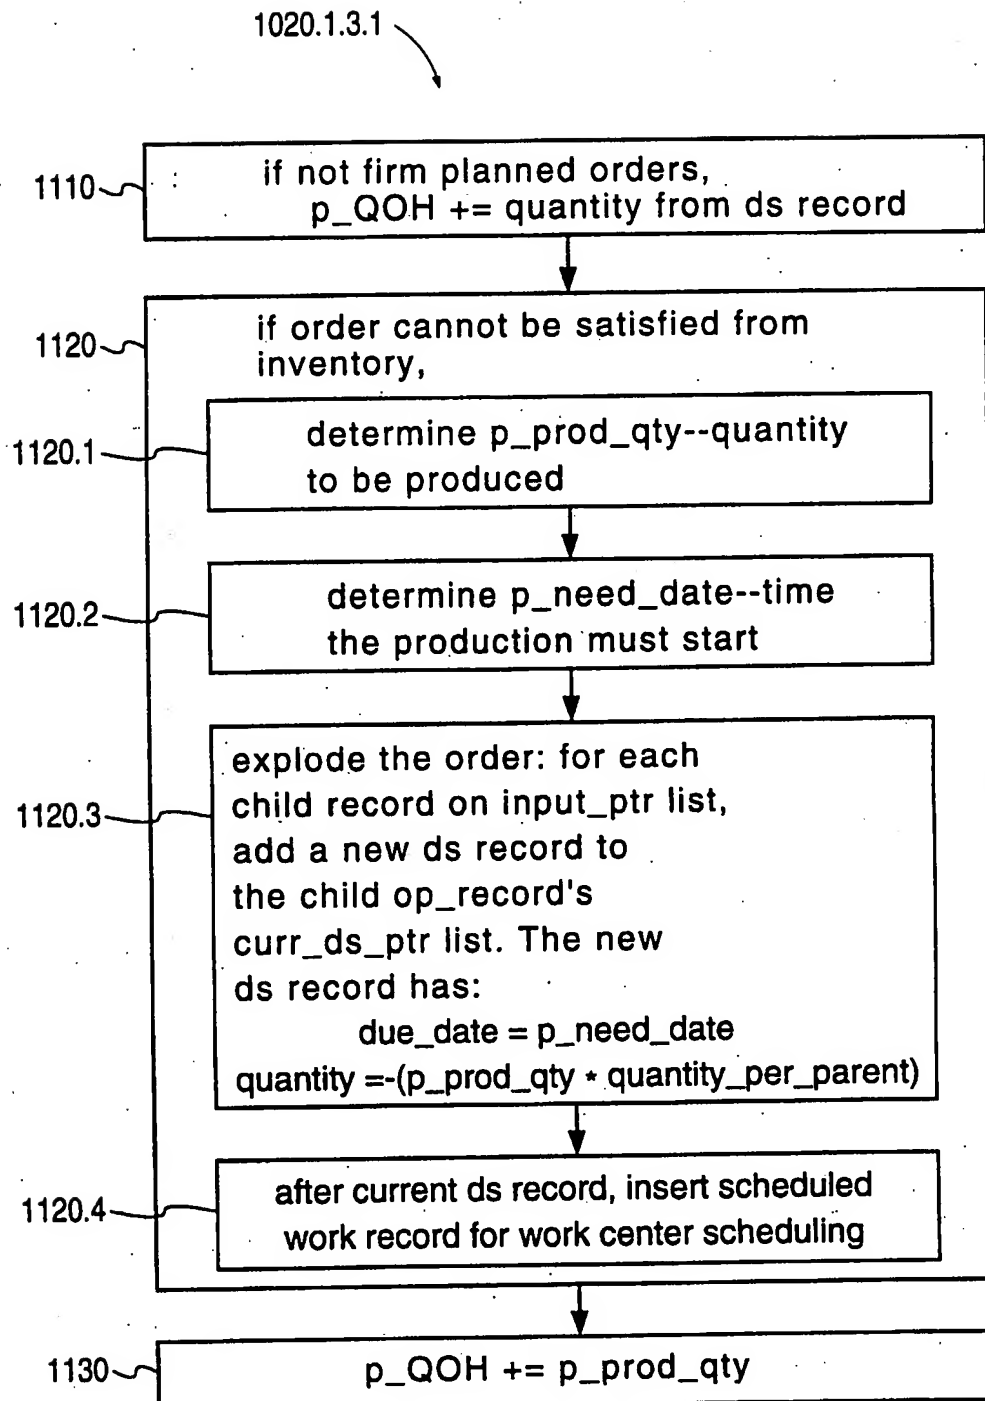 1020.1.3.1
1110
if not firm planned orders,
p_QOH += quantity from ds record
1120
if order cannot be satisfied from
inventory,
1120.1
determine p_prod_qty--quantity
to be produced
1120.2
determine p_need_date--time
the production must start
1120.3
explode the order: for each
child record on input_ptr list,
add a new ds record to
the child op_record's
curr_ds_ptr list. The new
ds record has:
due_date = p_need_date
quantity =-(p_prod_qty * quantity_per_parent)
1120.4
after current ds record, insert scheduled
work record for work center scheduling
1130
p_QOH += p_prod_qty